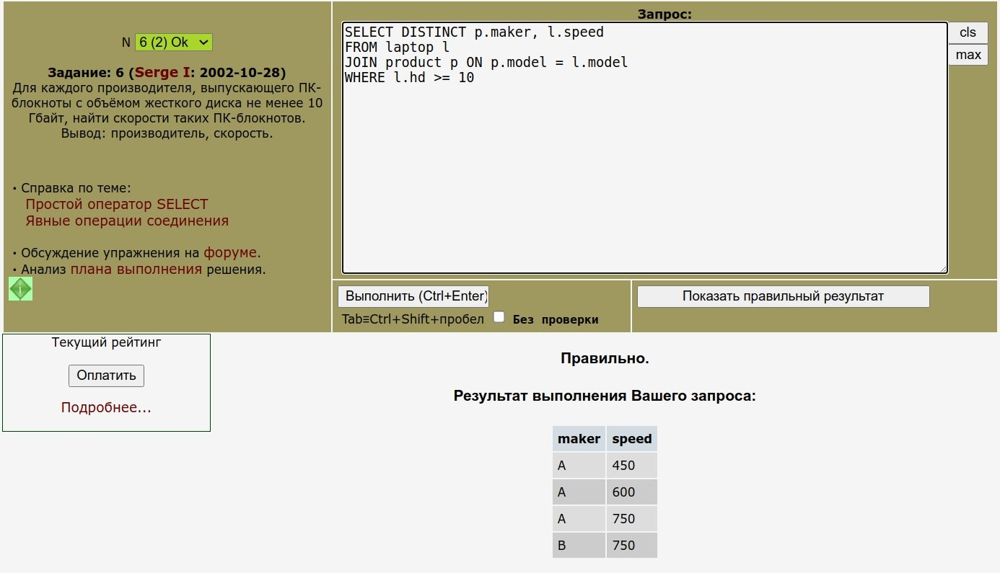 N 6 (2) Ok
Задание: 6 (Serge I: 2002-10-28)
Для каждого производителя, выпускающего ПК-
блокноты с объёмом жесткого диска не менее 10
Гбайт, найти скорости таких ПК-блокнотов.
Вывод: производитель, скорость.
· Справка по теме:
Простой оператор SELECT
Явные операции соединения
· Обсуждение упражнения на форуме.
· Анализ плана выполнения решения.
Запрос:
SELECT DISTINCT p.maker, l.speed
FROM laptop l
JOIN product p ON p.model = l.model
WHERE l.hd >= 10
cls
max
Выполнить (Ctrl+Enter)
Tab≡Ctrl+Shift+пробел Без проверки
Показать правильный результат
Текущий рейтинг
Оплатить
Подробнее...
Правильно.
Результат выполнения Вашего запроса:
maker speed
A 450
A 600
A 750
B 750